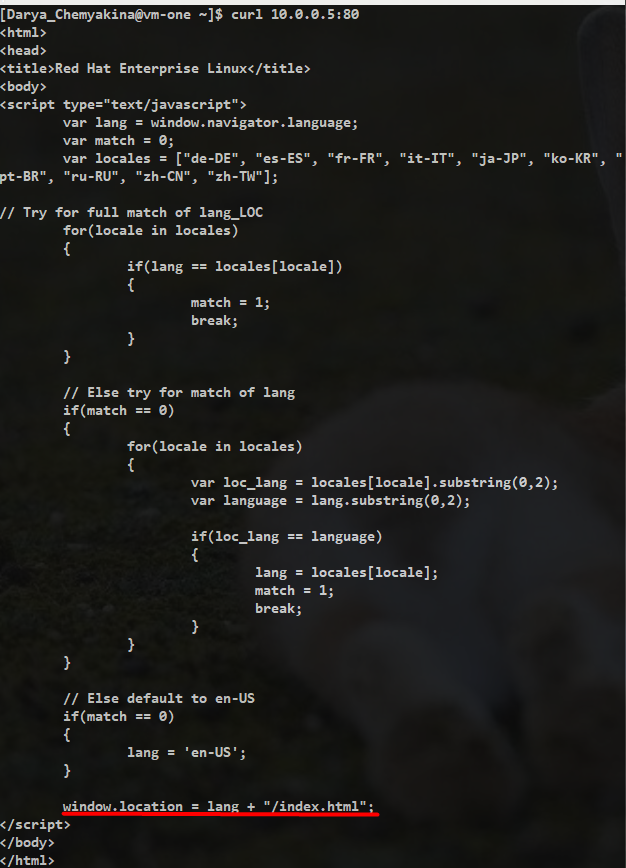 [Darya_Chemyakina@vm-one ~]$ curl 10.0.0.5:80
<html>
<head>
<title>Red Hat Enterprise Linux</title>
<body>
<script type="text/javascript">
        var lang = window.navigator.language;
        var match = 0;
        var locales = ["de-DE", "es-ES", "fr-FR", "it-IT", "ja-JP", "ko-KR", "
pt-BR", "ru-RU", "zh-CN", "zh-TW"];

// Try for full match of lang_LOC
        for(locale in locales)
        {
                if(lang == locales[locale])
                {
                        match = 1;
                        break;
                }
        }

        // Else try for match of lang
        if(match == 0)
        {
                for(locale in locales)
                {
                        var loc_lang = locales[locale].substring(0,2);
                        var language = lang.substring(0,2);

                        if(loc_lang == language)
                        {
                                lang = locales[locale];
                                match = 1;
                                break;
                        }
                }
        }

        // Else default to en-US
        if(match == 0)
        {
                lang = 'en-US';
        }

        window.location = lang + "/index.html";
</script>
</body>
</html>